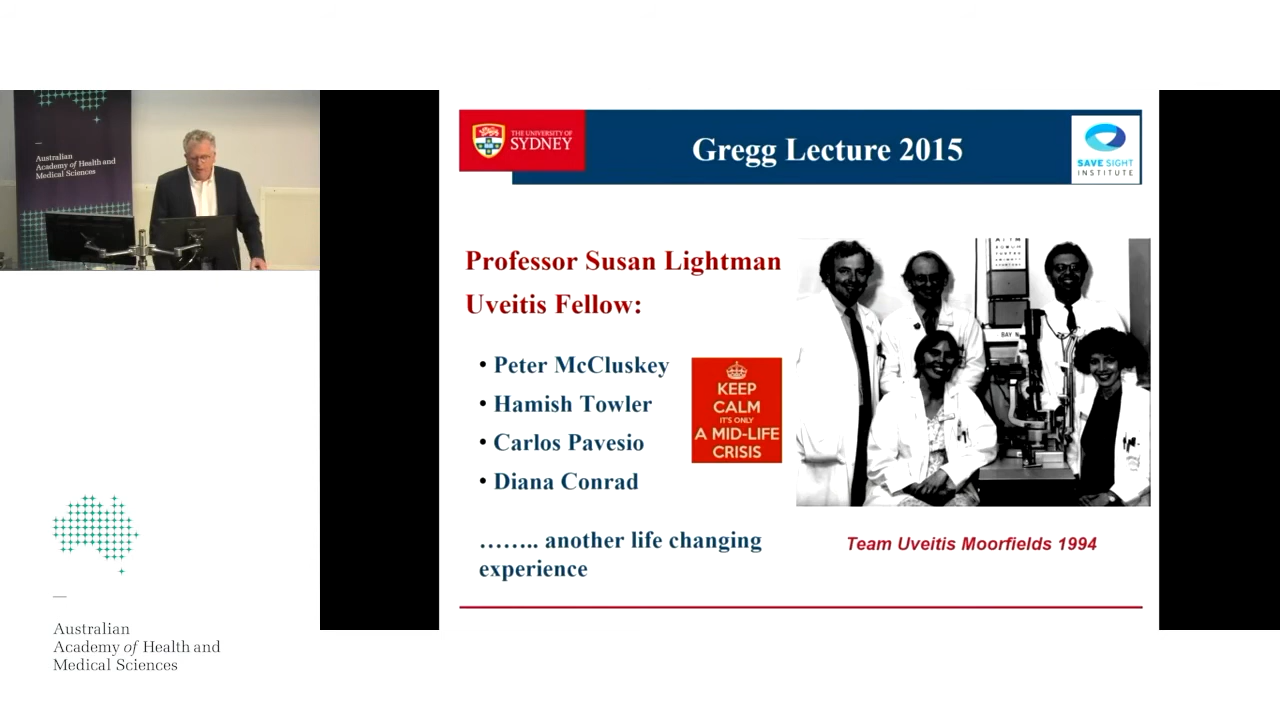 Australian
Academy of Health and
Medical Sciences
THE UNIVERSITY OF
SYDNEY
Gregg Lecture 2015
SAVE SIGHT
INSTITUTE
Professor Susan Lightman
Uveitis Fellow:
• Peter McCluskey
• Hamish Towler
• Carlos Pavesio
• Diana Conrad
KEEP
CALM
IT'S ONLY
A MID-LIFE
CRISIS
…….. another life changing
experience
BAY
Team Uveitis Moorfields 1994
Australian
Academy of Health and
Medical Sciences